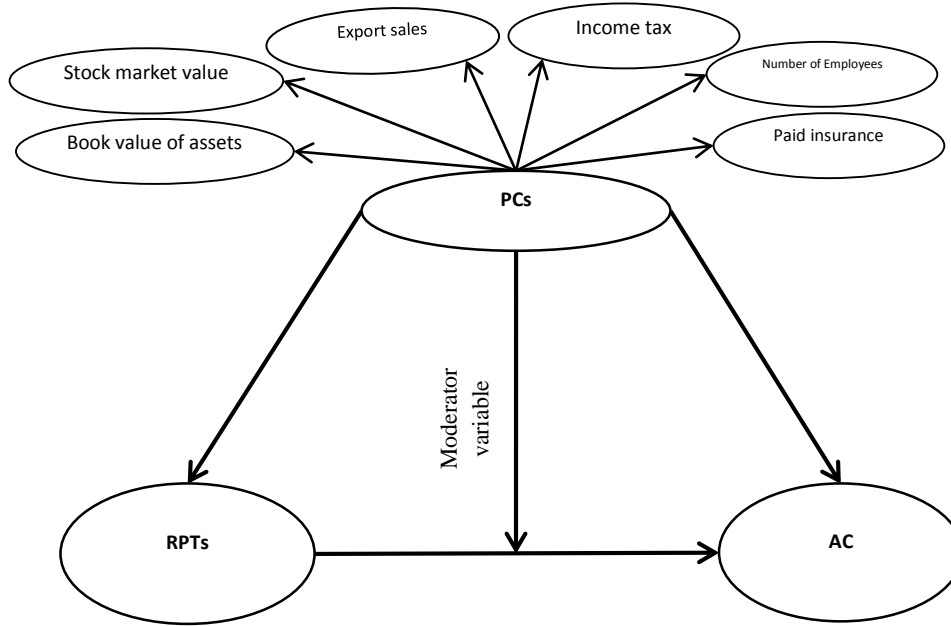 Export sales
Income tax
Stock market value
Number of Employees
Book value of assets
Paid insurance
PCs
Moderator
variable
RPTs
AC